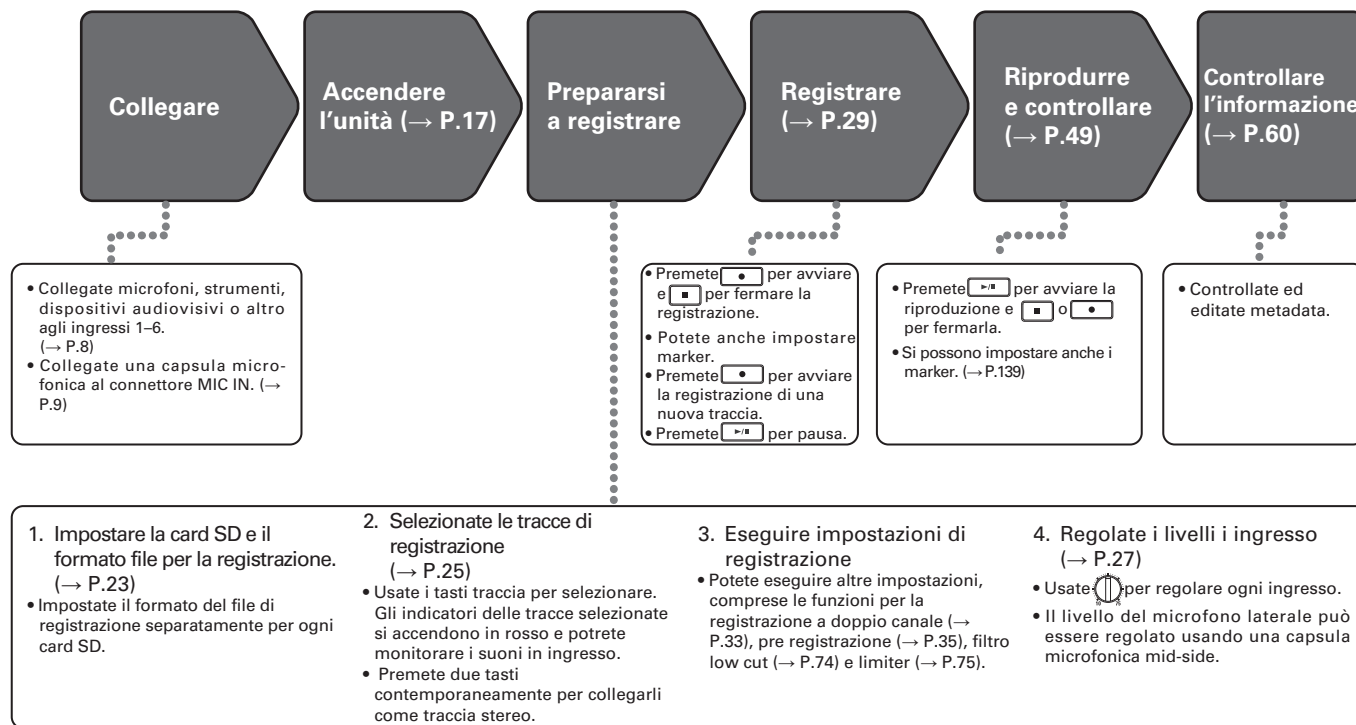 Collegare
Accendere
l’unità (→ P.17)
Prepararsi
a registrare
Registrare
(→ P.29)
Riprodurre
e controllare
(→ P.49)
Controllare
l’informazione
(→ P.60)
• Collegate microfoni, strumenti,
dispositivi audiovisivi o altro
agli ingressi 1–6.
(→ P.8)
• Collegate una capsula micro-
fonica al connettore MIC IN. (→
P.9)
• Premete per avviare
e per fermare la
registrazione.
• Potete anche impostare
marker.
• Premete per avviare
la registrazione di una
nuova traccia.
• Premete per pausa.
• Premete per avviare la
riproduzione e o
per fermarla.
• Si possono impostare anche i
marker. (→P.139)
• Controllate ed
editate metadata.
1. Impostare la card SD e il
formato file per la registrazione.
(→ P.23)
• Impostate il formato del file di
registrazione separatamente per ogni
card SD.
2. Selezionate le tracce di
registrazione
(→ P.25)
• Usate i tasti traccia per selezionare.
Gli indicatori delle tracce selezionate
si accendono in rosso e potrete
monitorare i suoni in ingresso.
• Premete due tasti
contemporaneamente per collegarli
come traccia stereo.
3. Eseguire impostazioni di
registrazione
• Potete eseguire altre impostazioni,
comprese le funzioni per la
registrazione a doppio canale (→
P.33), pre registrazione (→ P.35), filtro
low cut (→ P.74) e limiter (→ P.75).
4. Regolate i livelli i ingresso
(→ P.27)
• Usate per regolare ogni ingresso.
• Il livello del microfono laterale può
essere regolato usando una capsula
microfonica mid-side.